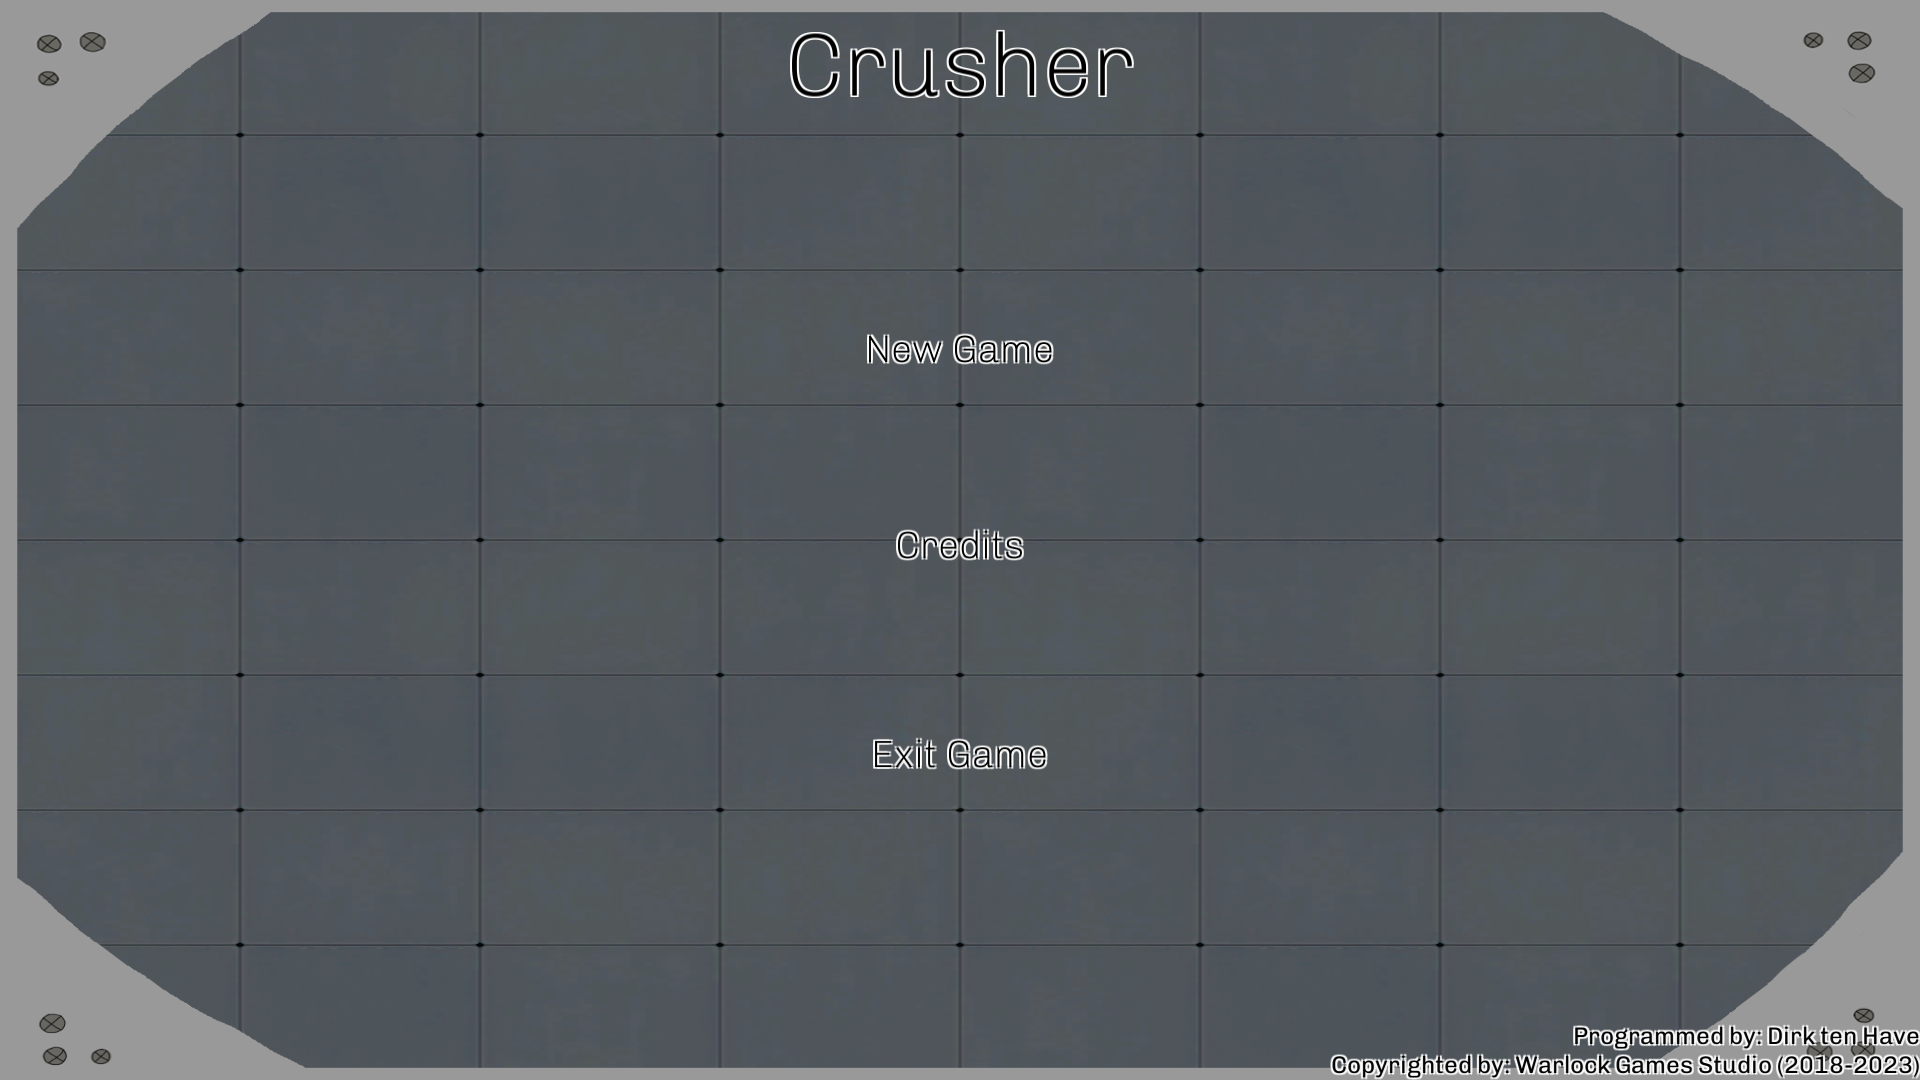 Crusher
New Game
Credits
Exit Game
Programmed by: Dirk ten Have
Copyrighted by: Warlock Games Studio (2018-2023)